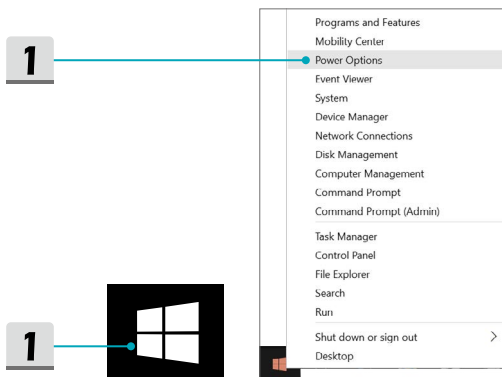 1
Programs and Features
Mobility Center
Power Options
Event Viewer
System
Device Manager
Network Connections
Disk Management
Computer Management
Command Prompt
Command Prompt (Admin)
Task Manager
Control Panel
File Explorer
Search
Run
Shut down or sign out
Desktop
1